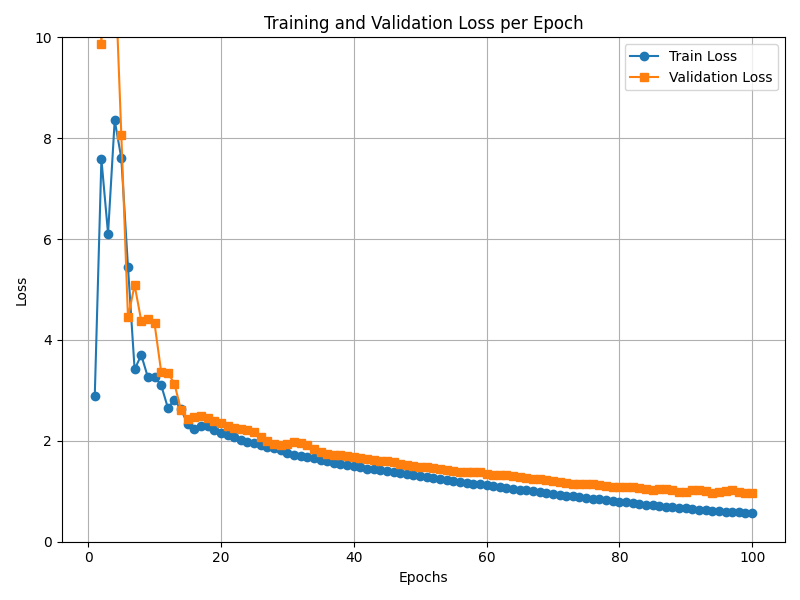 Training and Validation Loss per Epoch
Train Loss
Validation Loss
Loss
10
8
6
4
2
0
0 20 40 60 80 100
Epochs